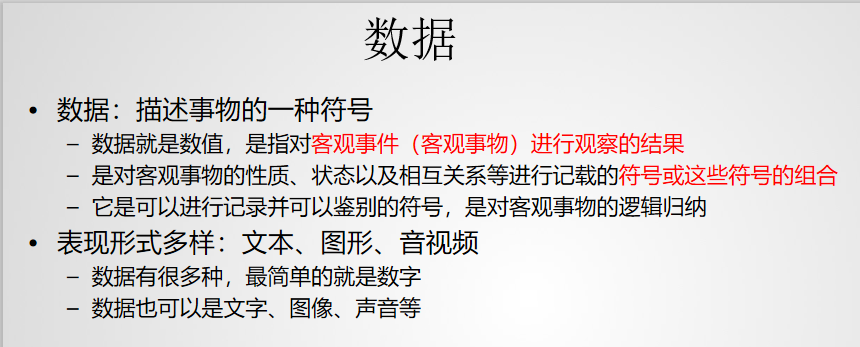 数据
• 数据：描述事物的一种符号
– 数据就是数值，是指对客观事件（客观事物）进行观察的结果
– 是对客观事物的性质、状态以及相互关系等进行记载的符号或这些符号的组合
– 它是可以进行记录并可以鉴别的符号，是对客观事物的逻辑归纳
• 表现形式多样：文本、图形、音视频
– 数据有很多种，最简单的就是数字
– 数据也可以是文字、图像、声音等